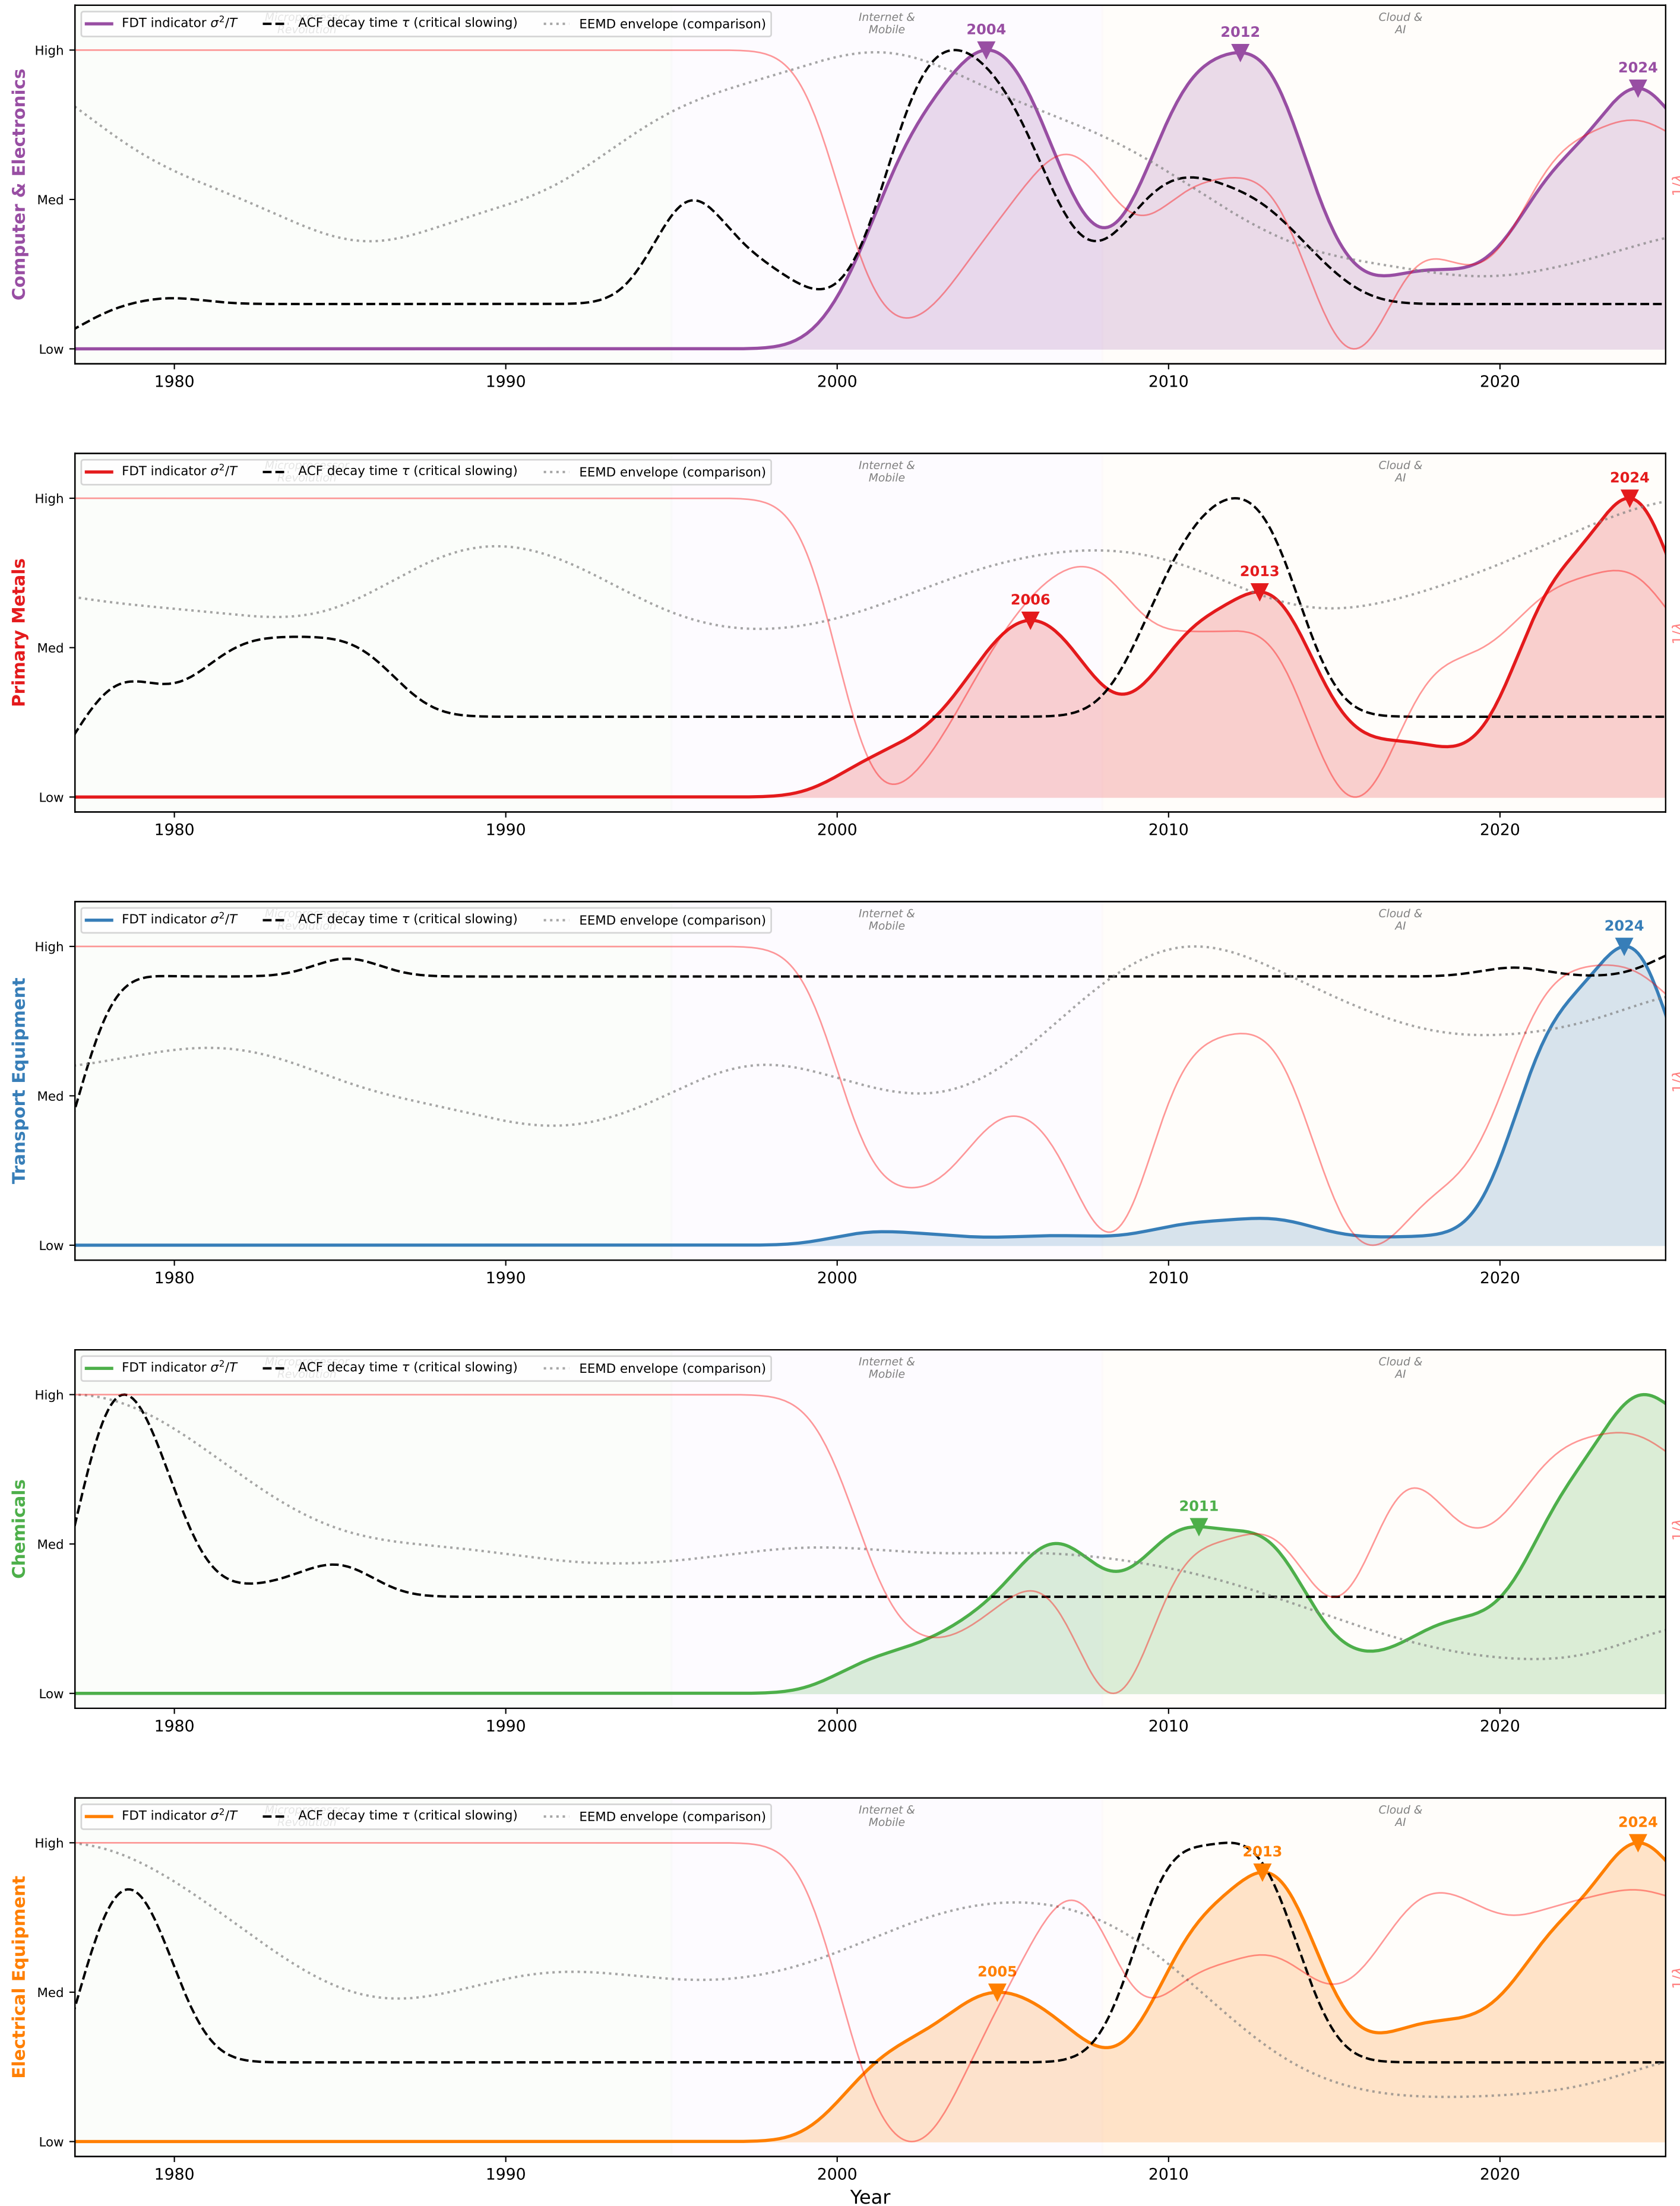 FDT indicator σ²/T ACF decay time τ (critical slowing) EEMD envelope (comparison)
Internet &
Mobile
Cloud &
AI
2004
2012
2024
High
Med
Low
Computer & Electronics
1/λ
1980 1990 2000 2010 2020
FDT indicator σ²/T ACF decay time τ (critical slowing) EEMD envelope (comparison)
Internet &
Mobile
Cloud &
AI
2024
2013
2006
High
Med
Low
Primary Metals
1/λ
1980 1990 2000 2010 2020
FDT indicator σ²/T ACF decay time τ (critical slowing) EEMD envelope (comparison)
Internet &
Mobile
Cloud &
AI
2024
High
Med
Low
Transport Equipment
1/λ
1980 1990 2000 2010 2020
FDT indicator σ²/T ACF decay time τ (critical slowing) EEMD envelope (comparison)
Internet &
Mobile
Cloud &
AI
2011
High
Med
Low
Chemicals
1/λ
1980 1990 2000 2010 2020
FDT indicator σ²/T ACF decay time τ (critical slowing) EEMD envelope (comparison)
Internet &
Mobile
Cloud &
AI
2024
2013
2005
High
Med
Low
Electrical Equipment
1/λ
1980 1990 2000 2010 2020
Year